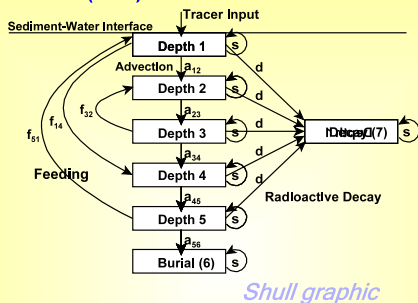 Tracer Input
Sediment-Water Interface
Depth 1 s
Advection a12 d
Depth 2 s
f51 f14 f32 a23 d
Depth 3 s d Decay (7) s
a34 d
Feeding Depth 4 s
a45 d Radioactive Decay
Depth 5 s
a56
Burial (6) s
Shull graphic